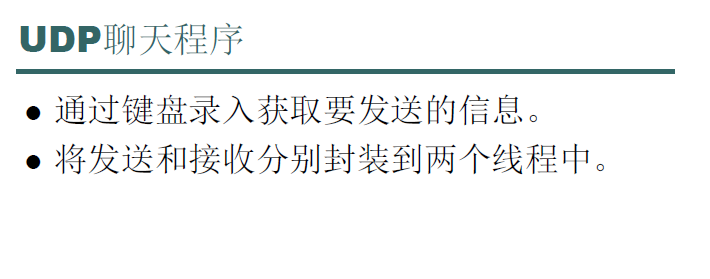 UDP聊天程序
● 通过键盘录入获取要发送的信息。
● 将发送和接收分别封装到两个线程中。